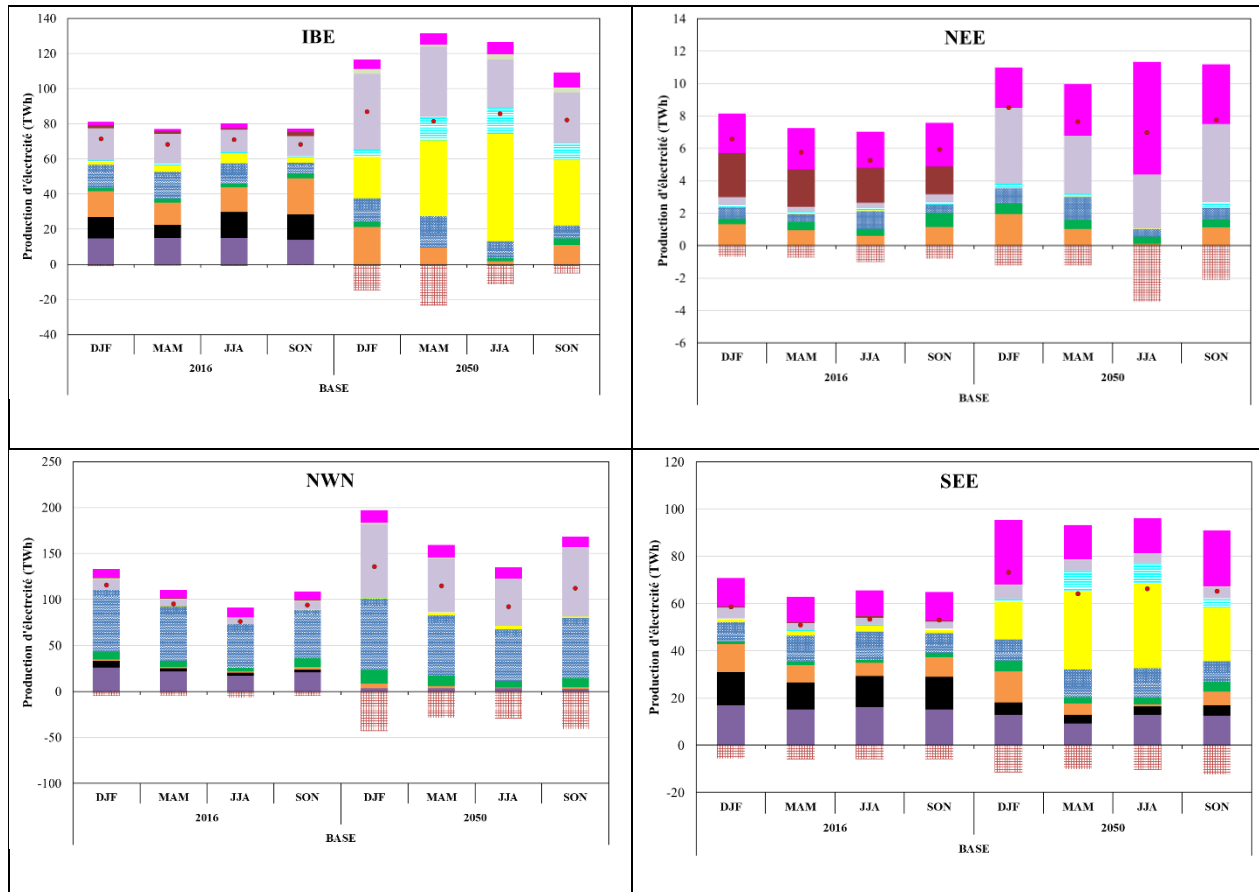 IBE
Production d'électrcité (TWh)
140
120
100
80
60
40
20
0
-20
-40
DJF MAM JJA SON DJF MAM JJA SON
2016 2050
BASE
NEE
Production d'électrcité (TWh)
14
12
10
8
6
4
2
0
-2
-4
-6
DJF MAM JJA SON DJF MAM JJA SON
2016 2050
BASE
NWN
Production d'électrcité (TWh)
250
200
150
100
50
0
-50
-100
DJF MAM JJA SON DJF MAM JJA SON
2016 2050
BASE
SEE
Production d'électrcité (TWh)
120
100
80
60
40
20
0
-20
DJF MAM JJA SON DJF MAM JJA SON
2016 2050
BASE